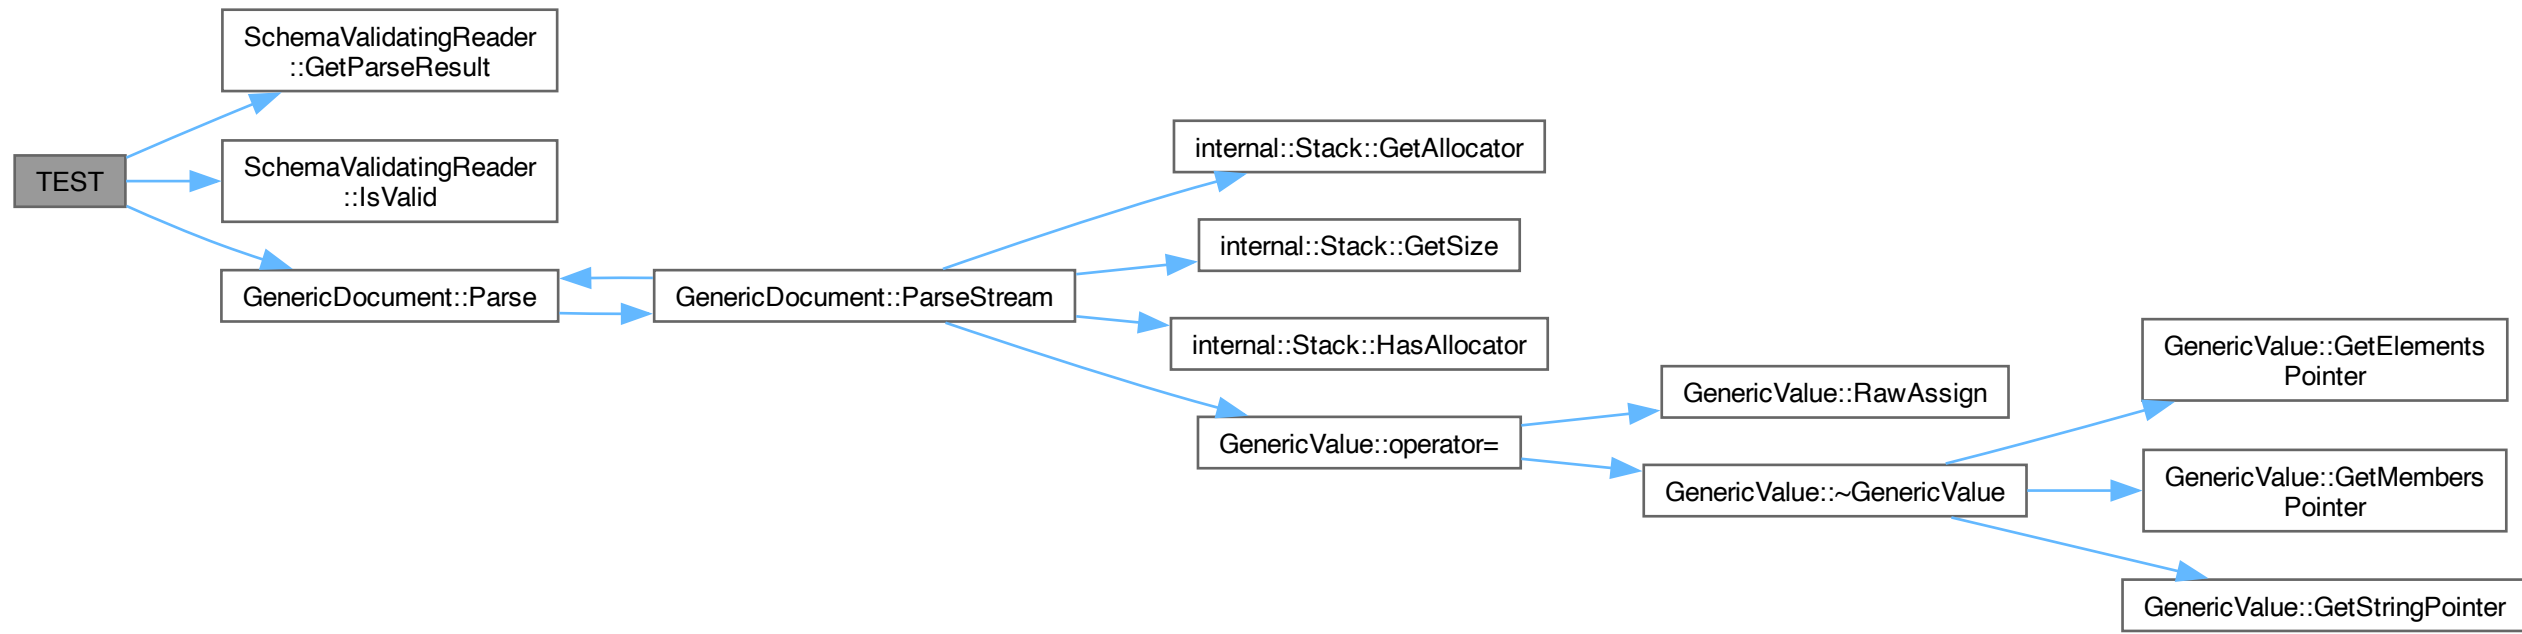 TEST
SchemaValidatingReader
::GetParseResult
SchemaValidatingReader
::IsValid
GenericDocument::Parse
GenericDocument::ParseStream
internal::Stack::GetAllocator
internal::Stack::GetSize
internal::Stack::HasAllocator
GenericValue::operator=
GenericValue::RawAssign
GenericValue::~GenericValue
GenericValue::GetElements
Pointer
GenericValue::GetMembers
Pointer
GenericValue::GetStringPointer